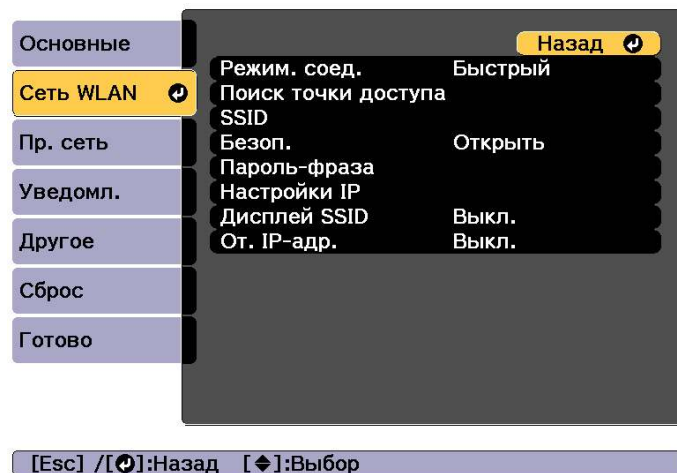 Основные
Сеть WLAN
Пр. сеть
Уведомл.
Другое
Сброс
Готово
Назад
Режим. соед. Быстрый
Поиск точки доступа
SSID
Безоп. Открыть
Пароль-фраза
Настройки IP
Дисплей SSID Выкл.
От. IP-адр. Выкл.
[Esc] /[]:Назад []:Выбор